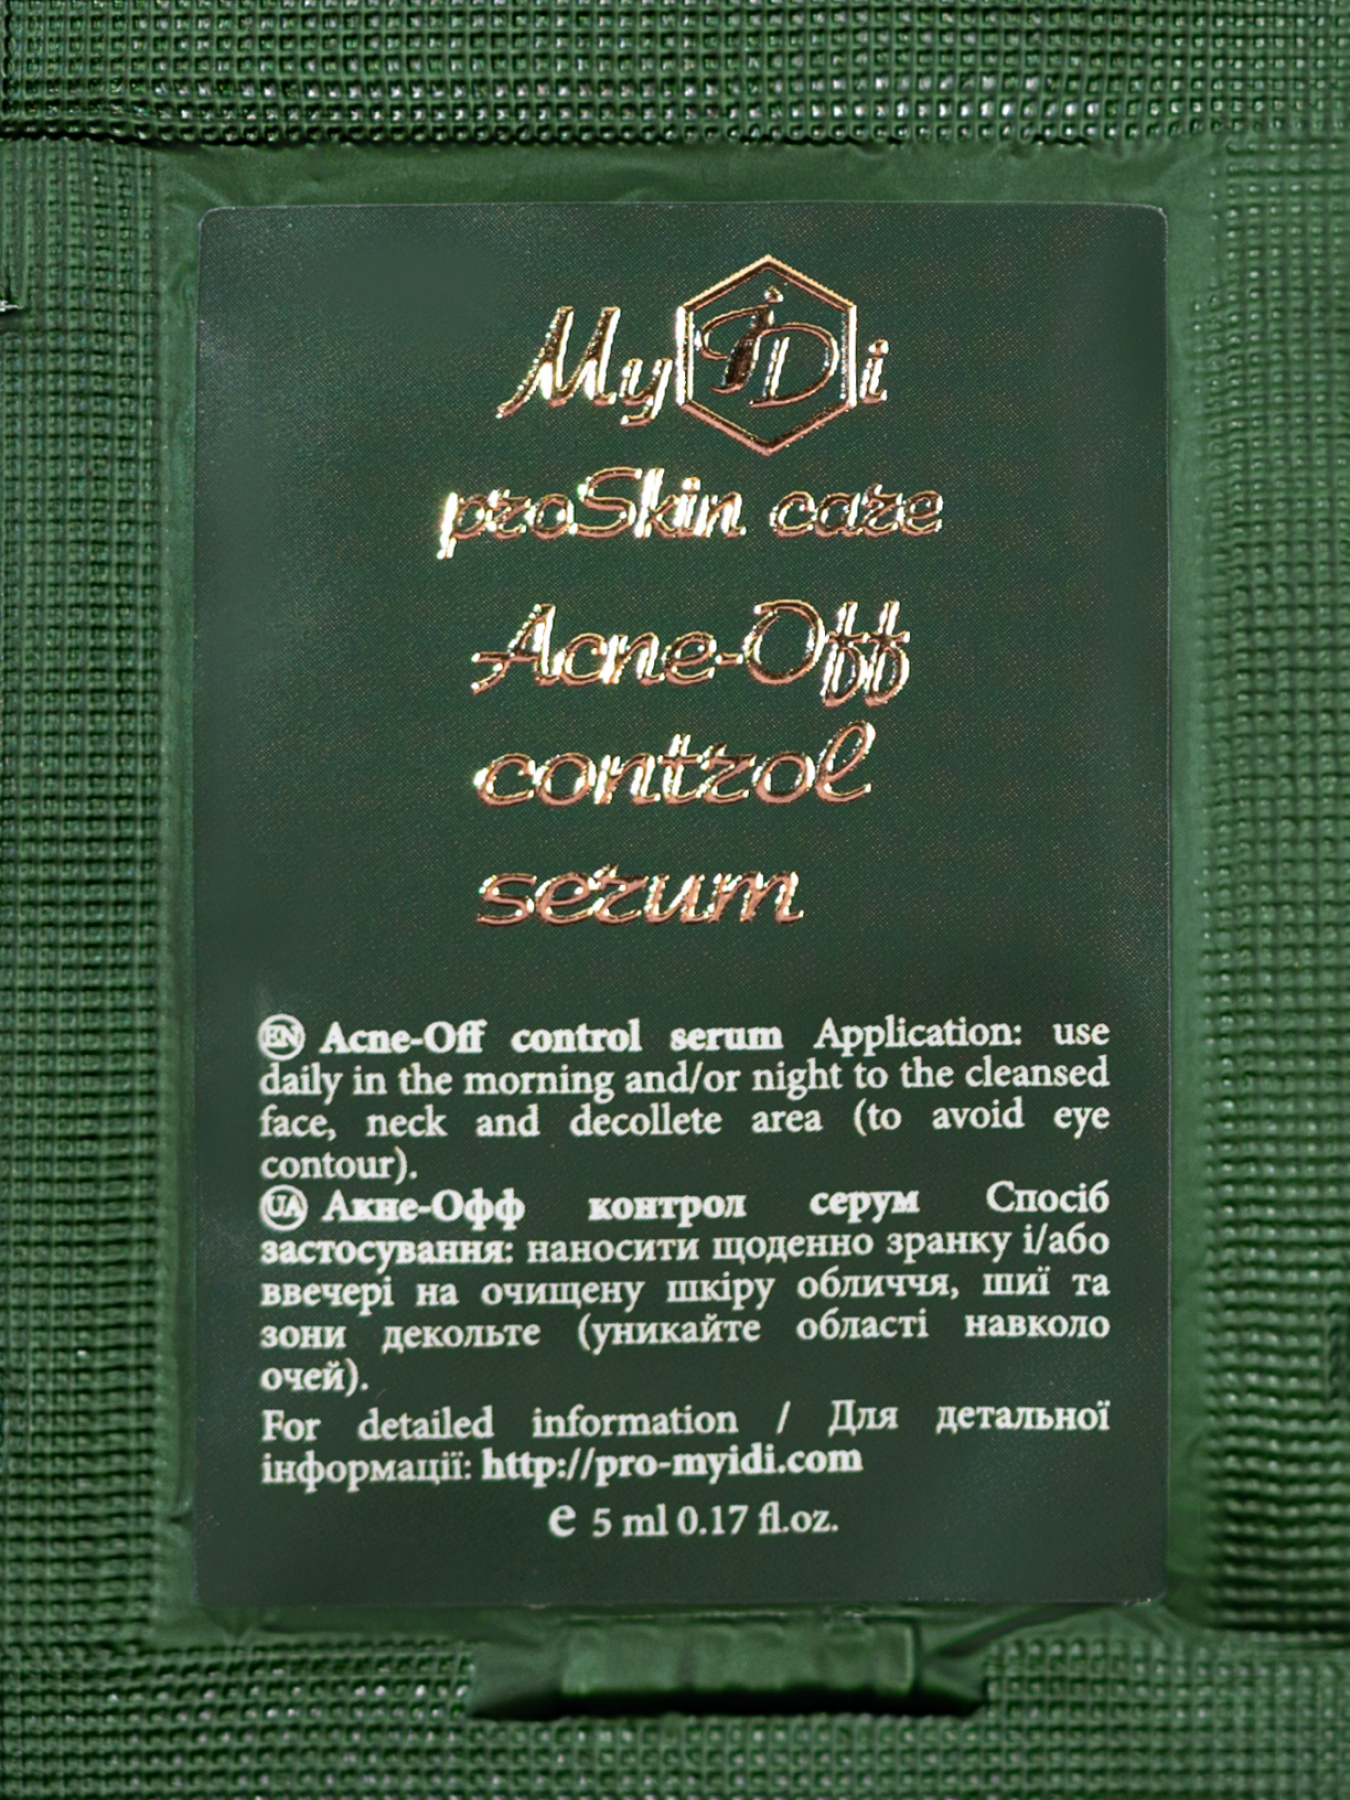 MyiDi
proSkin care
Acne-Off
control
serum
EN Acne-Off control serum Application: use
daily in the morning and/or night to the cleansed
face, neck and decollete area (to avoid eye
contour).
UA Акне-Офф контрол серум Спосіб
застосування: наносити щоденно зранку і/або
ввечері на очищену шкіру обличчя, шиї та
зони декольте (уникайте області навколо
очей).
For detailed information / Для детальної
інформації: http://pro-myidi.com
e 5 ml 0.17 fl.oz.